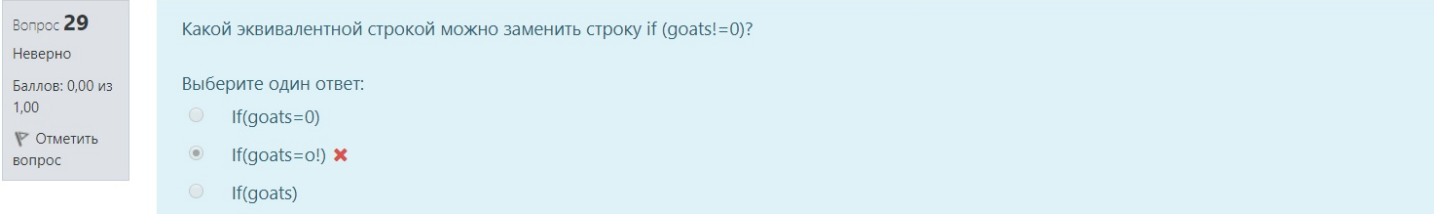 Вопрос 29
Неверно
Баллов: 0,00 из
1,00
Отметить
вопрос
Какой эквивалентной строкой можно заменить строку if (goats!=0)?
Выберите один ответ:
If(goats=0)
If(goats=o!)
If(goats)